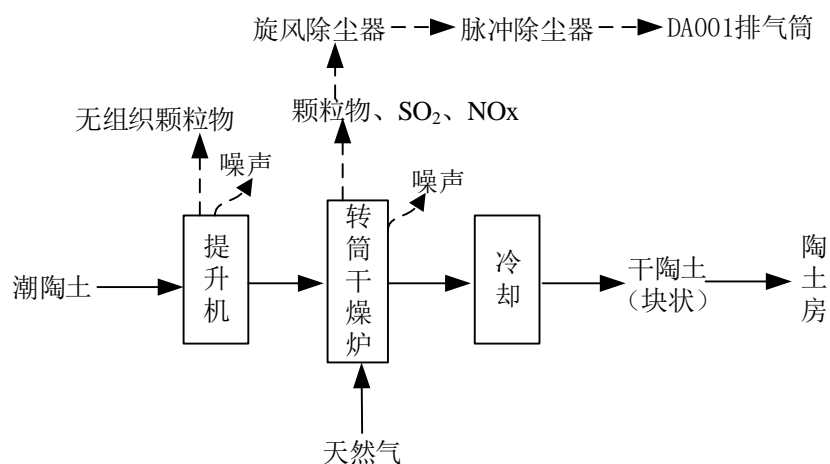 旋风除尘器
脉冲除尘器
DA001排气筒
无组织颗粒物
颗粒物、SO₂、NOx
噪声
噪声
潮陶土
提升机
转筒干燥炉
冷却
干陶土
（块状）
陶土房
天然气